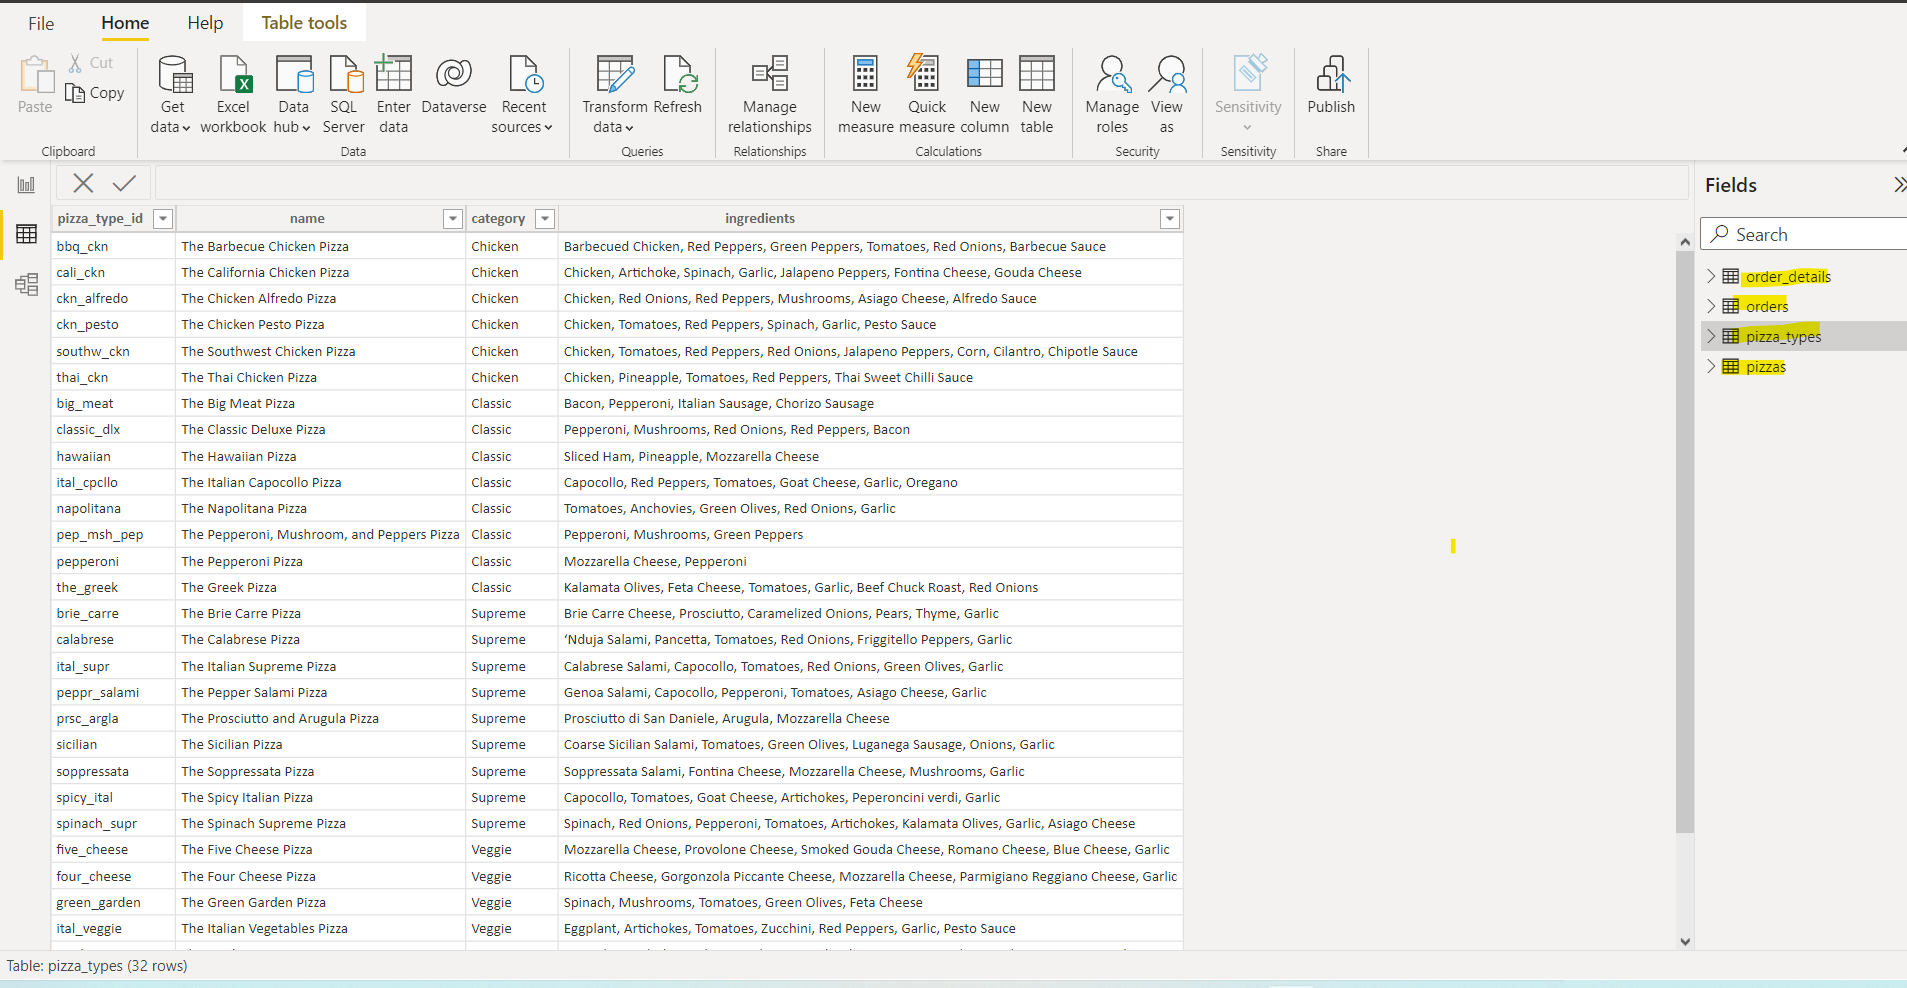 File Home Help Table tools
Cut
Paste Copy
Get data Excel workbook Data hub SQL Server Enter data Dataverse Recent sources Transform data Refresh Manage relationships New measure Quick measure New column New table Manage roles View as Sensitivity Publish
Clipboard Data Queries Relationships Calculations Security Sensitivity Share
Fields
Search
order_details
orders
pizza_types
pizzas
pizza_type_id name category ingredients
bbq_ckn The Barbecue Chicken Pizza Chicken Barbecued Chicken, Red Peppers, Green Peppers, Tomatoes, Red Onions, Barbecue Sauce
cali_ckn The California Chicken Pizza Chicken Chicken, Artichoke, Spinach, Garlic, Jalapeno Peppers, Fontina Cheese, Gouda Cheese
ckn_alfredo The Chicken Alfredo Pizza Chicken Chicken, Red Onions, Red Peppers, Mushrooms, Asiago Cheese, Alfredo Sauce
ckn_pesto The Chicken Pesto Pizza Chicken Chicken, Tomatoes, Red Peppers, Spinach, Garlic, Pesto Sauce
southw_ckn The Southwest Chicken Pizza Chicken Chicken, Tomatoes, Red Peppers, Red Onions, Jalapeno Peppers, Corn, Cilantro, Chipotle Sauce
thai_ckn The Thai Chicken Pizza Chicken Chicken, Pineapple, Tomatoes, Red Peppers, Thai Sweet Chilli Sauce
big_meat The Big Meat Pizza Classic Bacon, Pepperoni, Italian Sausage, Chorizo Sausage
classic_dlx The Classic Deluxe Pizza Classic Pepperoni, Mushrooms, Red Onions, Red Peppers, Bacon
hawaiian The Hawaiian Pizza Classic Sliced Ham, Pineapple, Mozzarella Cheese
ital_cpcllo The Italian Capocollo Pizza Classic Capocollo, Red Peppers, Tomatoes, Goat Cheese, Garlic, Oregano
napolitana The Napolitana Pizza Classic Tomatoes, Anchovies, Green Olives, Red Onions, Garlic
pep_msh_pep The Pepperoni, Mushroom, and Peppers Pizza Classic Pepperoni, Mushrooms, Green Peppers
pepperoni The Pepperoni Pizza Classic Mozzarella Cheese, Pepperoni
the_greek The Greek Pizza Classic Kalamata Olives, Feta Cheese, Tomatoes, Garlic, Beef Chuck Roast, Red Onions
brie_carre The Brie Carre Pizza Supreme Brie Carre Cheese, Prosciutto, Caramelized Onions, Pears, Thyme, Garlic
calabrese The Calabrese Pizza Supreme ‘Nduja Salami, Pancetta, Tomatoes, Red Onions, Friggitello Peppers, Garlic
ital_supr The Italian Supreme Pizza Supreme Calabrese Salami, Capocollo, Tomatoes, Red Onions, Green Olives, Garlic
peppr_salami The Pepper Salami Pizza Supreme Genoa Salami, Capocollo, Pepperoni, Tomatoes, Asiago Cheese, Garlic
prsc_argla The Prosciutto and Arugula Pizza Supreme Prosciutto di San Daniele, Arugula, Mozzarella Cheese
sicilian The Sicilian Pizza Supreme Coarse Sicilian Salami, Tomatoes, Green Olives, Luganega Sausage, Onions, Garlic
soppressata The Soppressata Pizza Supreme Soppressata Salami, Fontina Cheese, Mozzarella Cheese, Mushrooms, Garlic
spicy_ital The Spicy Italian Pizza Supreme Capocollo, Tomatoes, Goat Cheese, Artichokes, Peperoncini verdi, Garlic
spinach_supr The Spinach Supreme Pizza Supreme Spinach, Red Onions, Pepperoni, Tomatoes, Artichokes, Kalamata Olives, Garlic, Asiago Cheese
five_cheese The Five Cheese Pizza Veggie Mozzarella Cheese, Provolone Cheese, Smoked Gouda Cheese, Romano Cheese, Blue Cheese, Garlic
four_cheese The Four Cheese Pizza Veggie Ricotta Cheese, Gorgonzola Piccante Cheese, Mozzarella Cheese, Parmigiano Reggiano Cheese, Garlic
green_garden The Green Garden Pizza Veggie Spinach, Mushrooms, Tomatoes, Green Olives, Feta Cheese
ital_veggie The Italian Vegetables Pizza Veggie Eggplant, Artichokes, Tomatoes, Zucchini, Red Peppers, Garlic, Pesto Sauce
Table: pizza_types (32 rows)